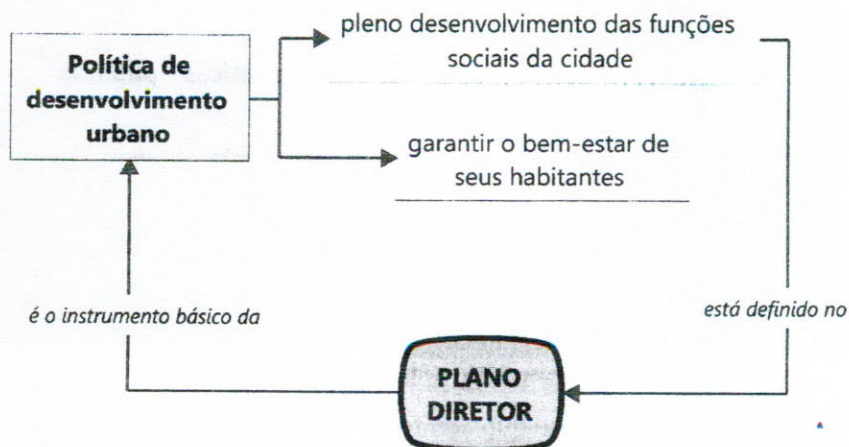 pleno desenvolvimento das funções
sociais da cidade
Política de
desenvolvimento
urbano
garantir o bem-estar de
seus habitantes
é o instrumento básico da
está definido no
PLANO
DIRETOR